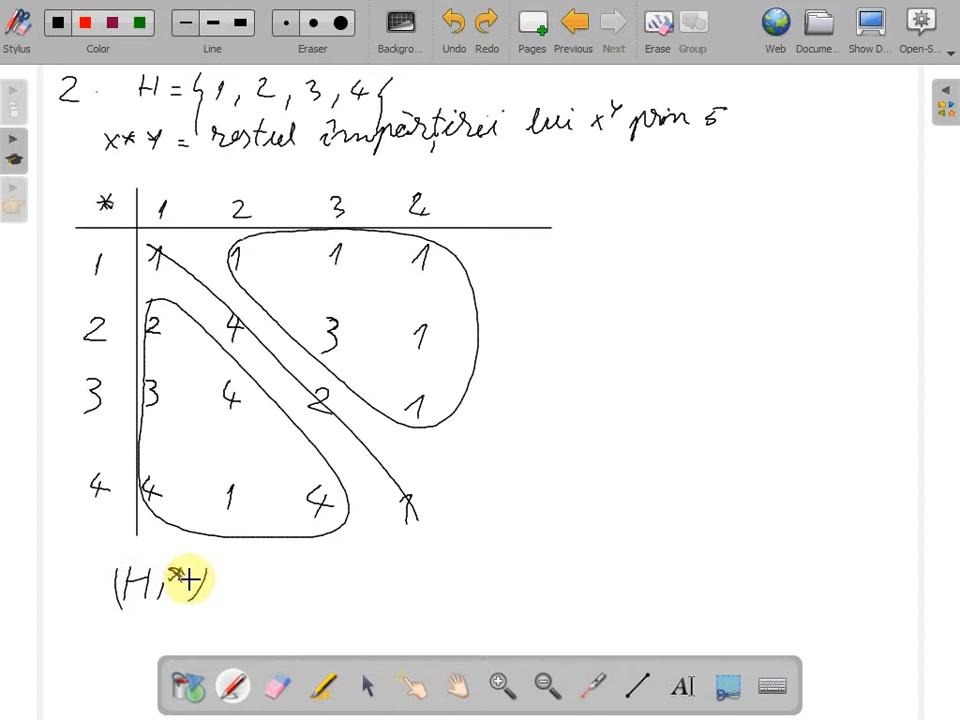 Stylus Color Line Eraser Backgro... Undo Redo Pages Previous Next Erase Group Web Docume... Show D... Open-S...
2. H = {1, 2, 3, 4}
x * y = restul împărțirii lui x^y prin 5
* 1 2 3 4
1 1 1 1 1
2 2 4 3 1
3 3 4 2 1
4 4 1 4 1
(H, *)